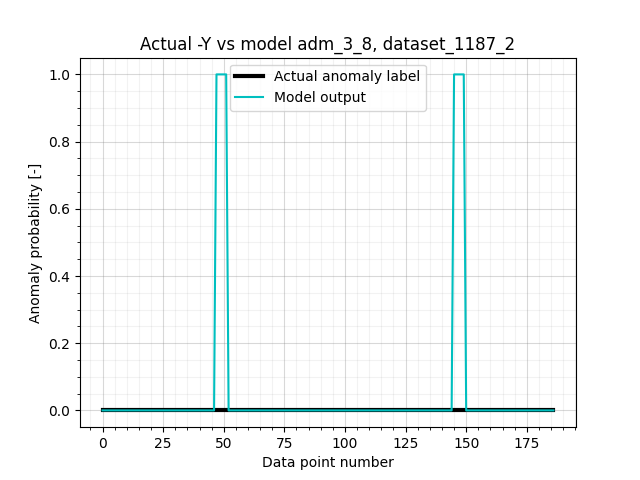 Actual -Y vs model adm_3_8, dataset_1187_2
Actual anomaly label
Model output
Anomaly probability [-]
1.0
0.8
0.6
0.4
0.2
0.0
0 25 50 75 100 125 150 175
Data point number